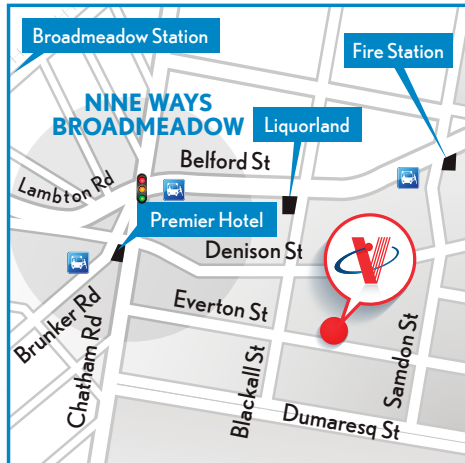 Broadmeadow Station
Fire Station
NINE WAYS
BROADMEADOW
Liquorland
Belford St
Lambton Rd
Premier Hotel
Denison St
Brunker Rd
Everton St
Chatham Rd
Blackall St
Samdon St
Dumaresq St